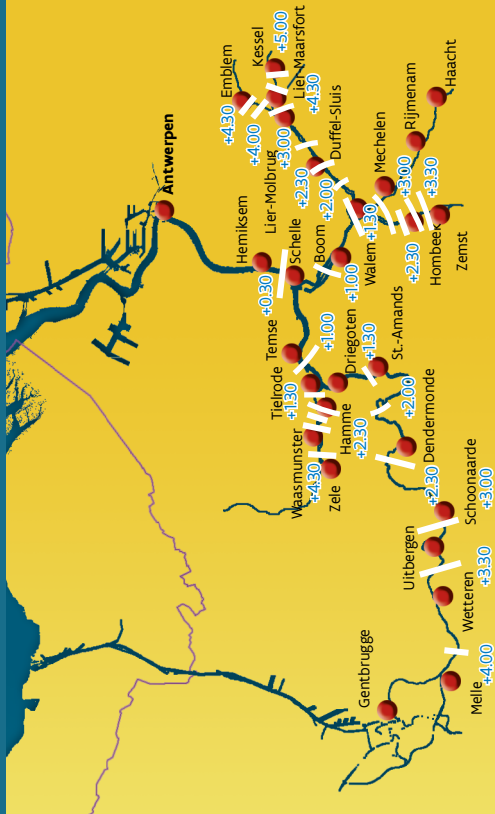 Emblem
Kessel
+5.00
Lier-Maarsfort
+4.30
+4.30
+4.00
+3.00
Lier-Molbrug
Duffel-Sluis
+2.30
+2.00
Antwerpen
Mechelen
Rijmenam
Haacht
+3.00
+3.30
Hemiksem
Schelle
Boom
Walem
+1.30
Hombeek
+2.30
Zemst
+0.30
+1.00
Temse
+1.00
Driegoten
+1.30
St.-Amands
Tielrode
+1.30
Hamme
+2.30
+2.00
Dendermonde
Waasmunster
+4.30
Zele
+2.30
Schoonaarde
+3.00
Uitbergen
+3.30
Wetteren
Gentbrugge
Melle
+4.00